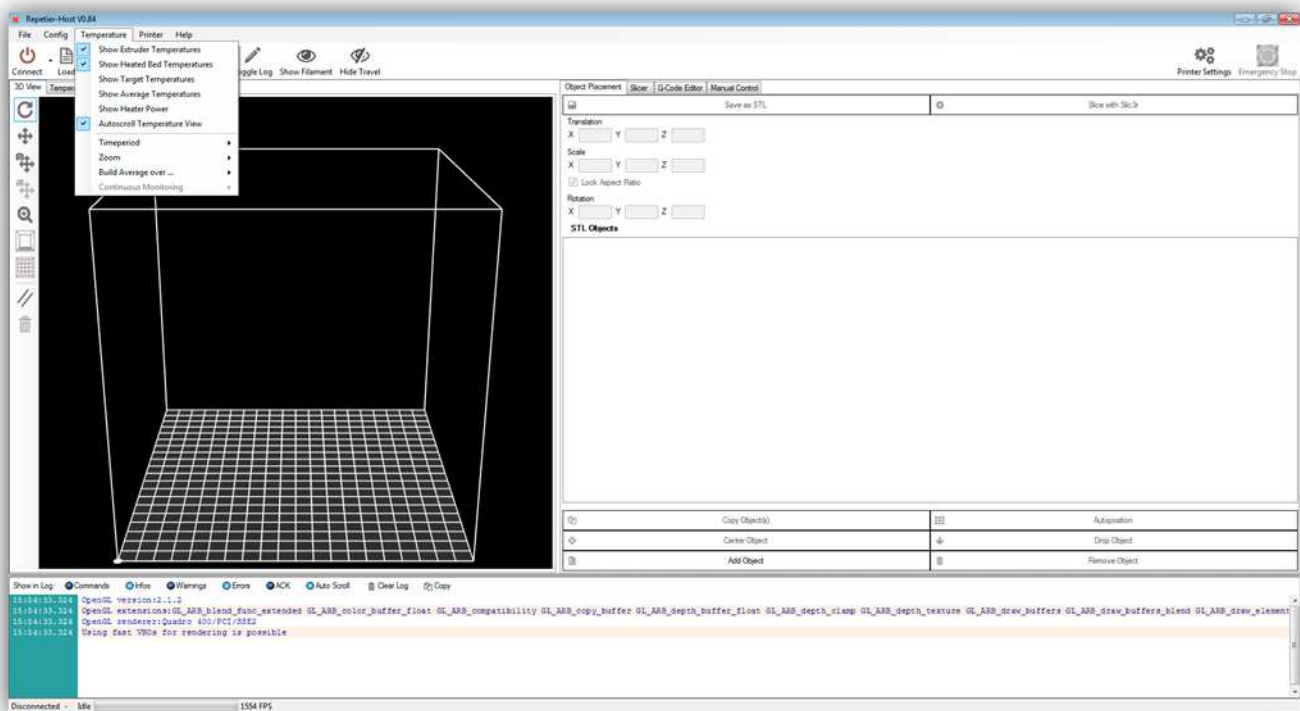 Repetier-Host V0.84
File Config Temperature Printer Help
Show Extruder Temperatures
Show Heated Bed Temperatures
Show Target Temperatures
Show Average Temperatures
Show Heater Power
Autoscroll Temperature View
Timeperiod
Zoom
Build Average over ...
Continuous Monitoring
Connect Load oggle Log Show Filament Hide Travel Printer Settings Emergency Stop
3D View Temper Object Placement Slicer G-Code Editor Manual Control
Save as STL Slice with Slic3r
Translation
X Y Z
Scale
X Y Z
Lock Aspect Ratio
Rotation
X Y Z
STL Objects
Copy Object(s) Autoposition
Center Object Drop Object
Add Object Remove Object
Show in Log: Commands Infos Warnings Errors ACK Auto Scroll Clear Log Copy
15:54:33.324 OpenGL version:2.1.2
15:54:33.324 OpenGL extensions:GL_ARB_blend_func_extended GL_ARB_color_buffer_float GL_ARB_compatibility GL_ARB_copy_buffer GL_ARB_depth_buffer_float GL_ARB_depth_clamp GL_ARB_depth_texture GL_ARB_draw_buffers GL_ARB_draw_buffers_blend GL_ARB_draw_element
15:54:33.324 OpenGL renderer:Quadro 400/PCI/SSE2
15:54:33.324 Using fast VBOs for rendering is possible
Disconnected - Idle 1554 FPS